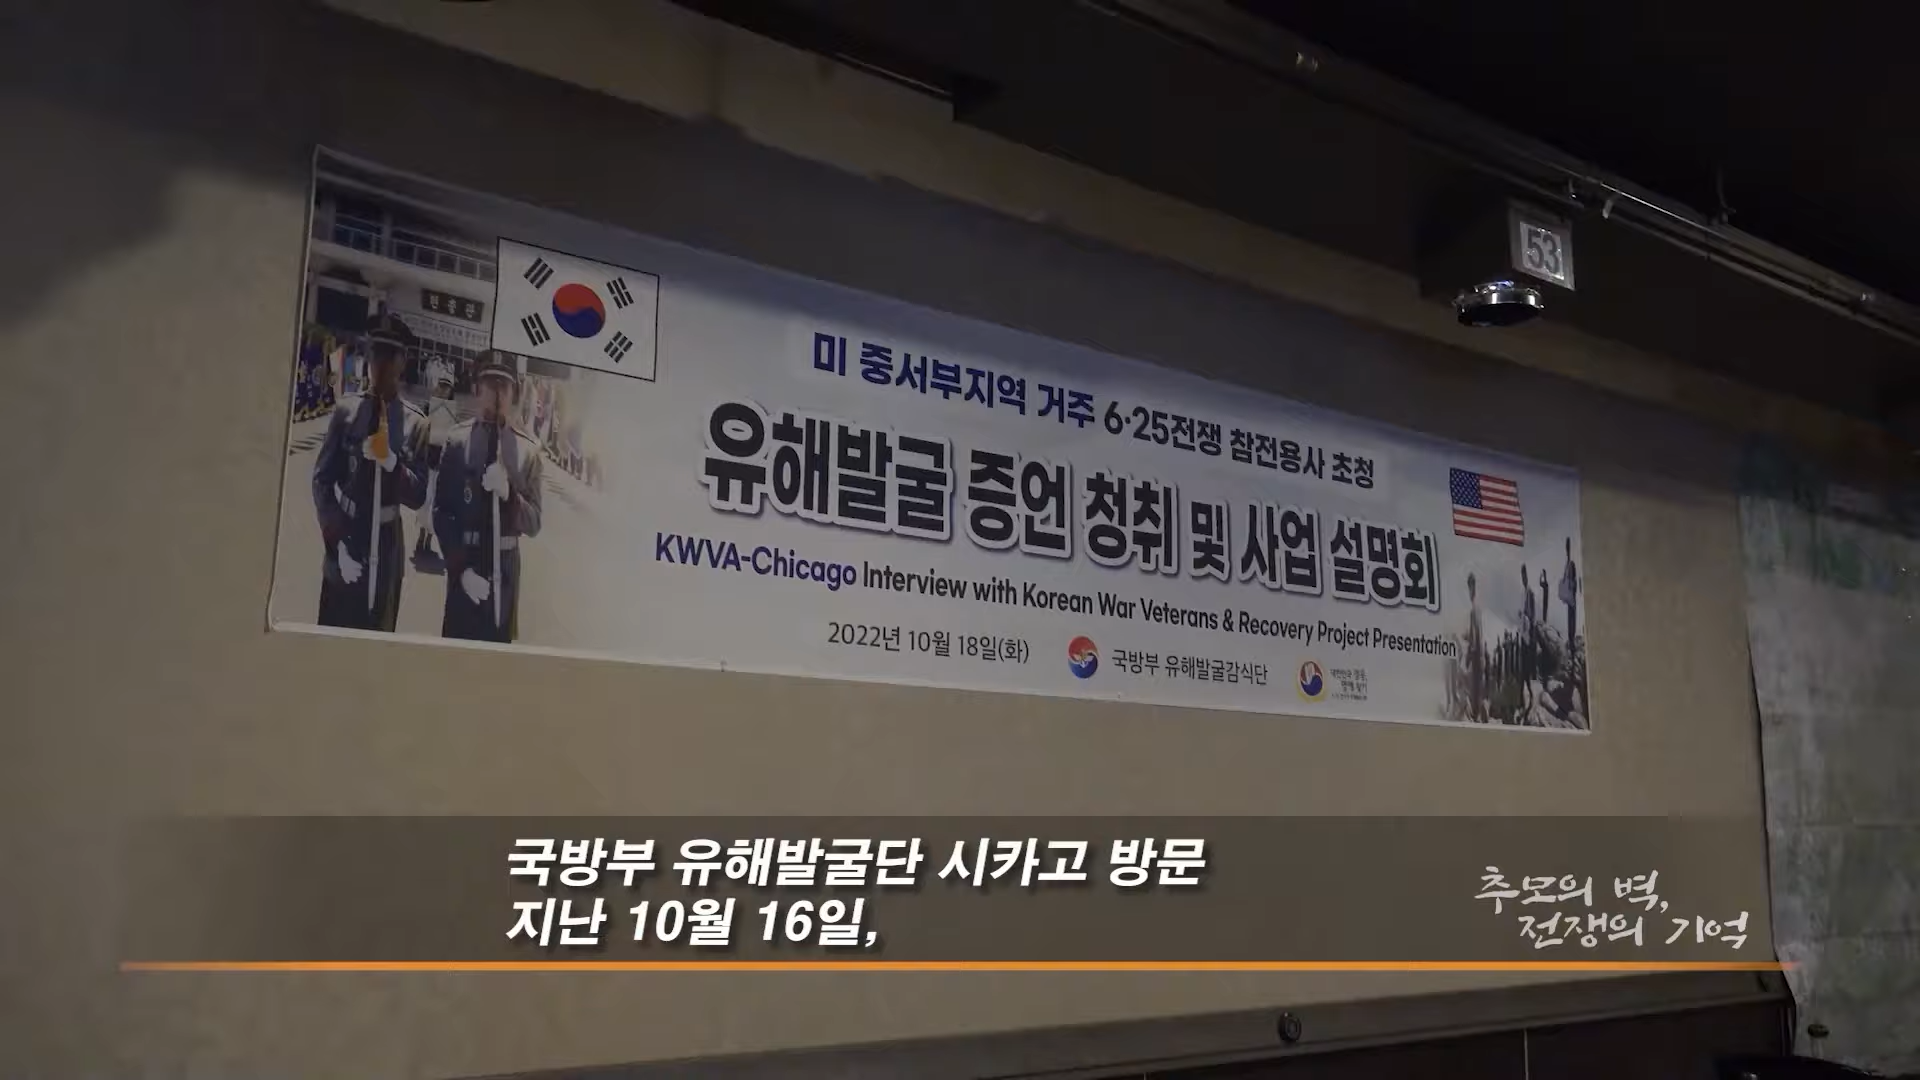 현충관
53
미 중서부지역 거주 6·25전쟁 참전용사 초청
유해발굴 증언 청취 및 사업 설명회
KWVA-Chicago Interview with Korean War Veterans & Recovery Project Presentation
2022년 10월 18일(화)
국방부 유해발굴감식단
국방부 유해발굴단 시카고 방문
지난 10월 16일,
추모의 벽,
전쟁의 기억